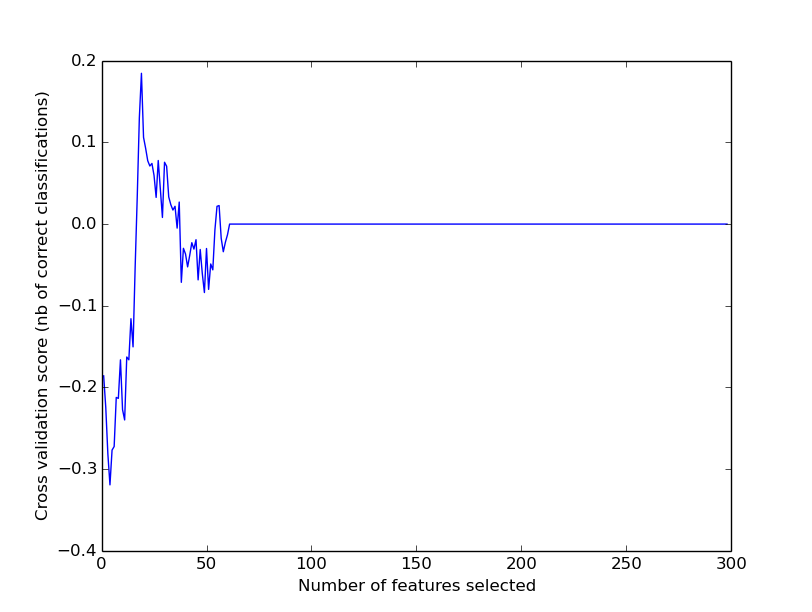 Cross validation score (nb of correct classifications)
0.2
0.1
0.0
−0.1
−0.2
−0.3
−0.4
0 50 100 150 200 250 300
Number of features selected